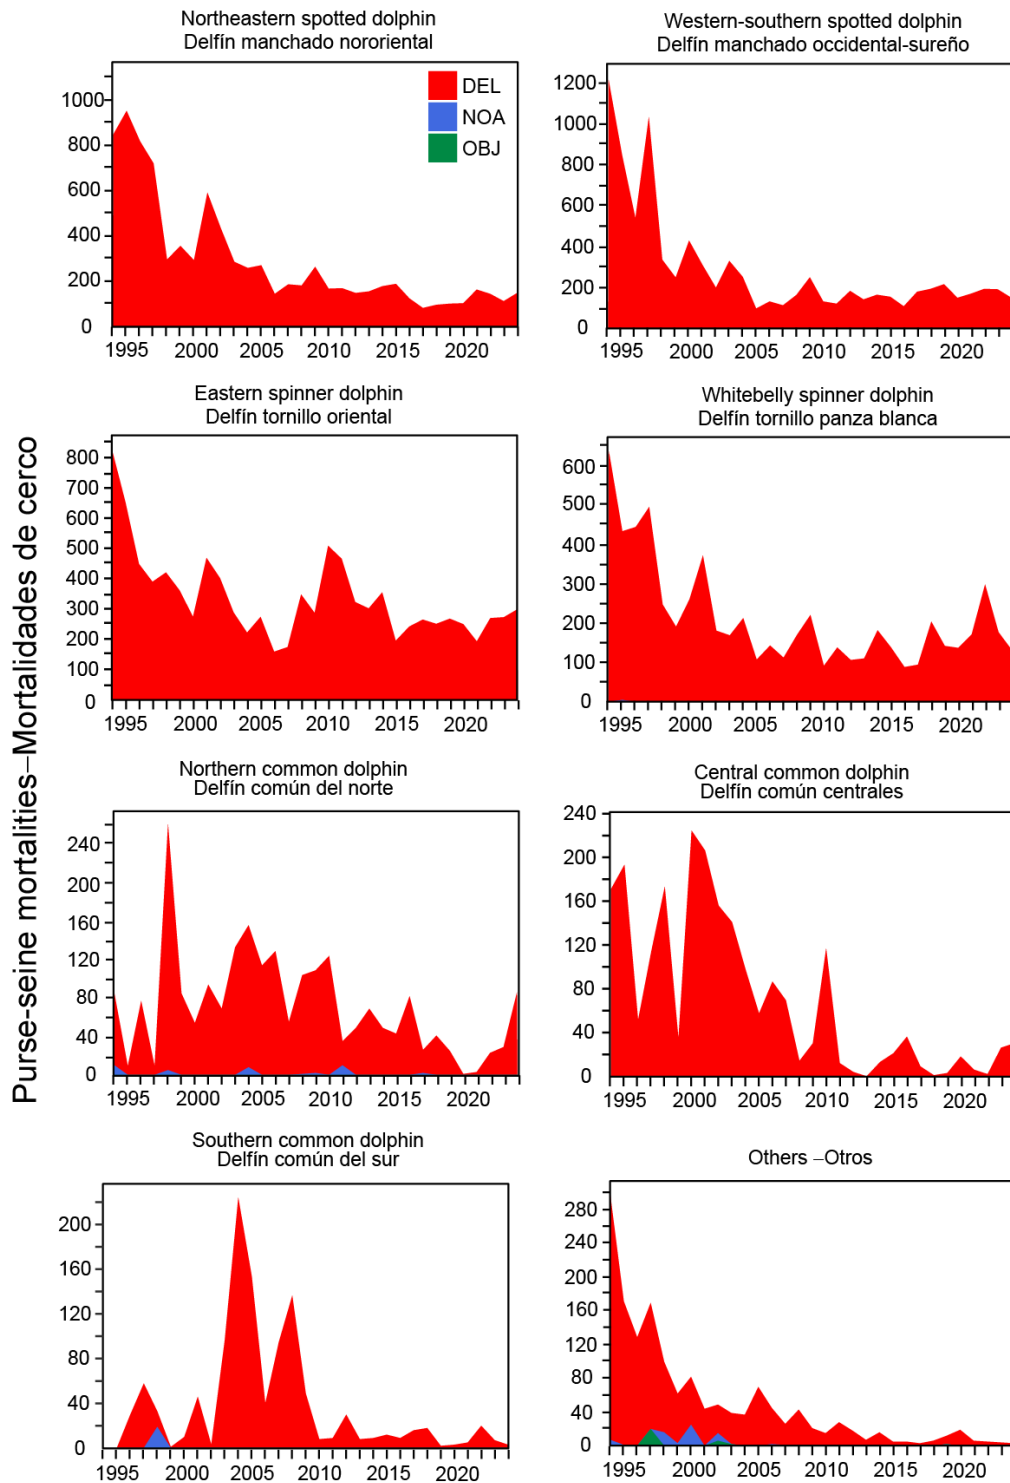 Purse-seine mortalities–Mortalidades de cerco
Northeastern spotted dolphin
Delfín manchado nororiental
DEL
NOA
OBJ
1000
800
600
400
200
0
1995 2000 2005 2010 2015 2020
Western-southern spotted dolphin
Delfín manchado occidental-sureño
1200
1000
800
600
400
200
0
1995 2000 2005 2010 2015 2020
Eastern spinner dolphin
Delfín tornillo oriental
800
700
600
500
400
300
200
100
0
1995 2000 2005 2010 2015 2020
Whitebelly spinner dolphin
Delfín tornillo panza blanca
600
500
400
300
200
100
0
1995 2000 2005 2010 2015 2020
Northern common dolphin
Delfín común del norte
240
200
160
120
80
40
0
1995 2000 2005 2010 2015 2020
Central common dolphin
Delfín común centrales
240
200
160
120
80
40
0
1995 2000 2005 2010 2015 2020
Southern common dolphin
Delfín común del sur
200
160
120
80
40
0
1995 2000 2005 2010 2015 2020
Others –Otros
280
240
200
160
120
80
40
0
1995 2000 2005 2010 2015 2020